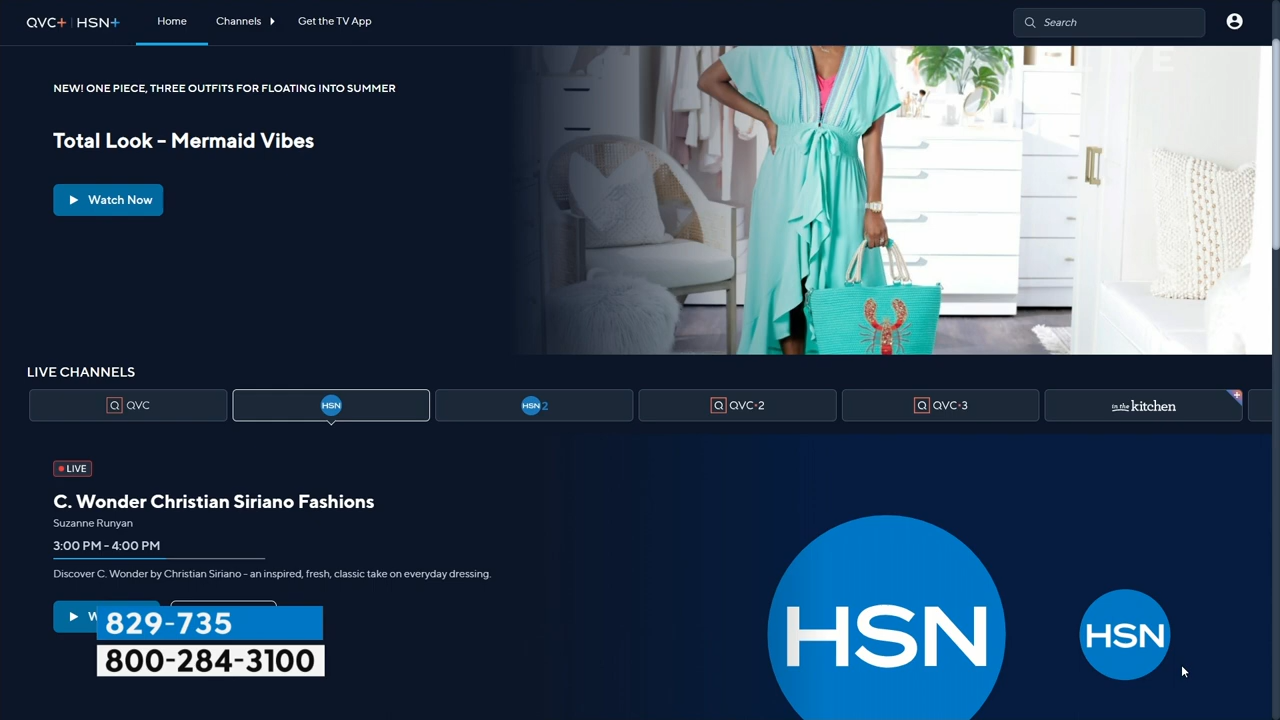 QVC+ | HSN+
Home
Channels
Get the TV App
Search
NEW! ONE PIECE, THREE OUTFITS FOR FLOATING INTO SUMMER
Total Look - Mermaid Vibes
Watch Now
LIVE CHANNELS
Q QVC
HSN
HSN 2
Q QVC•2
Q QVC•3
in the kitchen
LIVE
C. Wonder Christian Siriano Fashions
Suzanne Runyan
3:00 PM - 4:00 PM
Discover C. Wonder by Christian Siriano - an inspired, fresh, classic take on everyday dressing.
829-735
800-284-3100
HSN
HSN